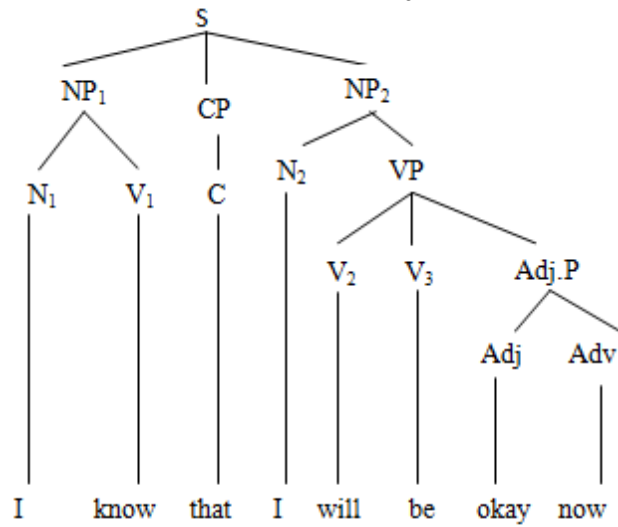 S
NP₁ CP NP₂
N₁ V₁ C N₂ VP
V₂ V₃ Adj.P
Adj Adv
I know that I will be okay now